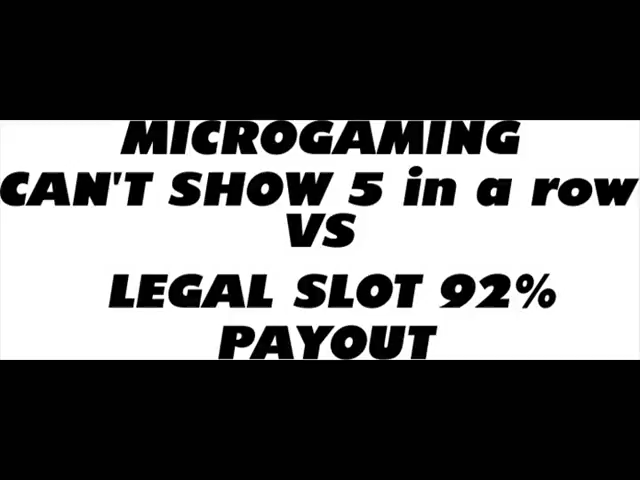 MICROGAMING
CAN'T SHOW 5 in a row
VS
LEGAL SLOT 92%
PAYOUT